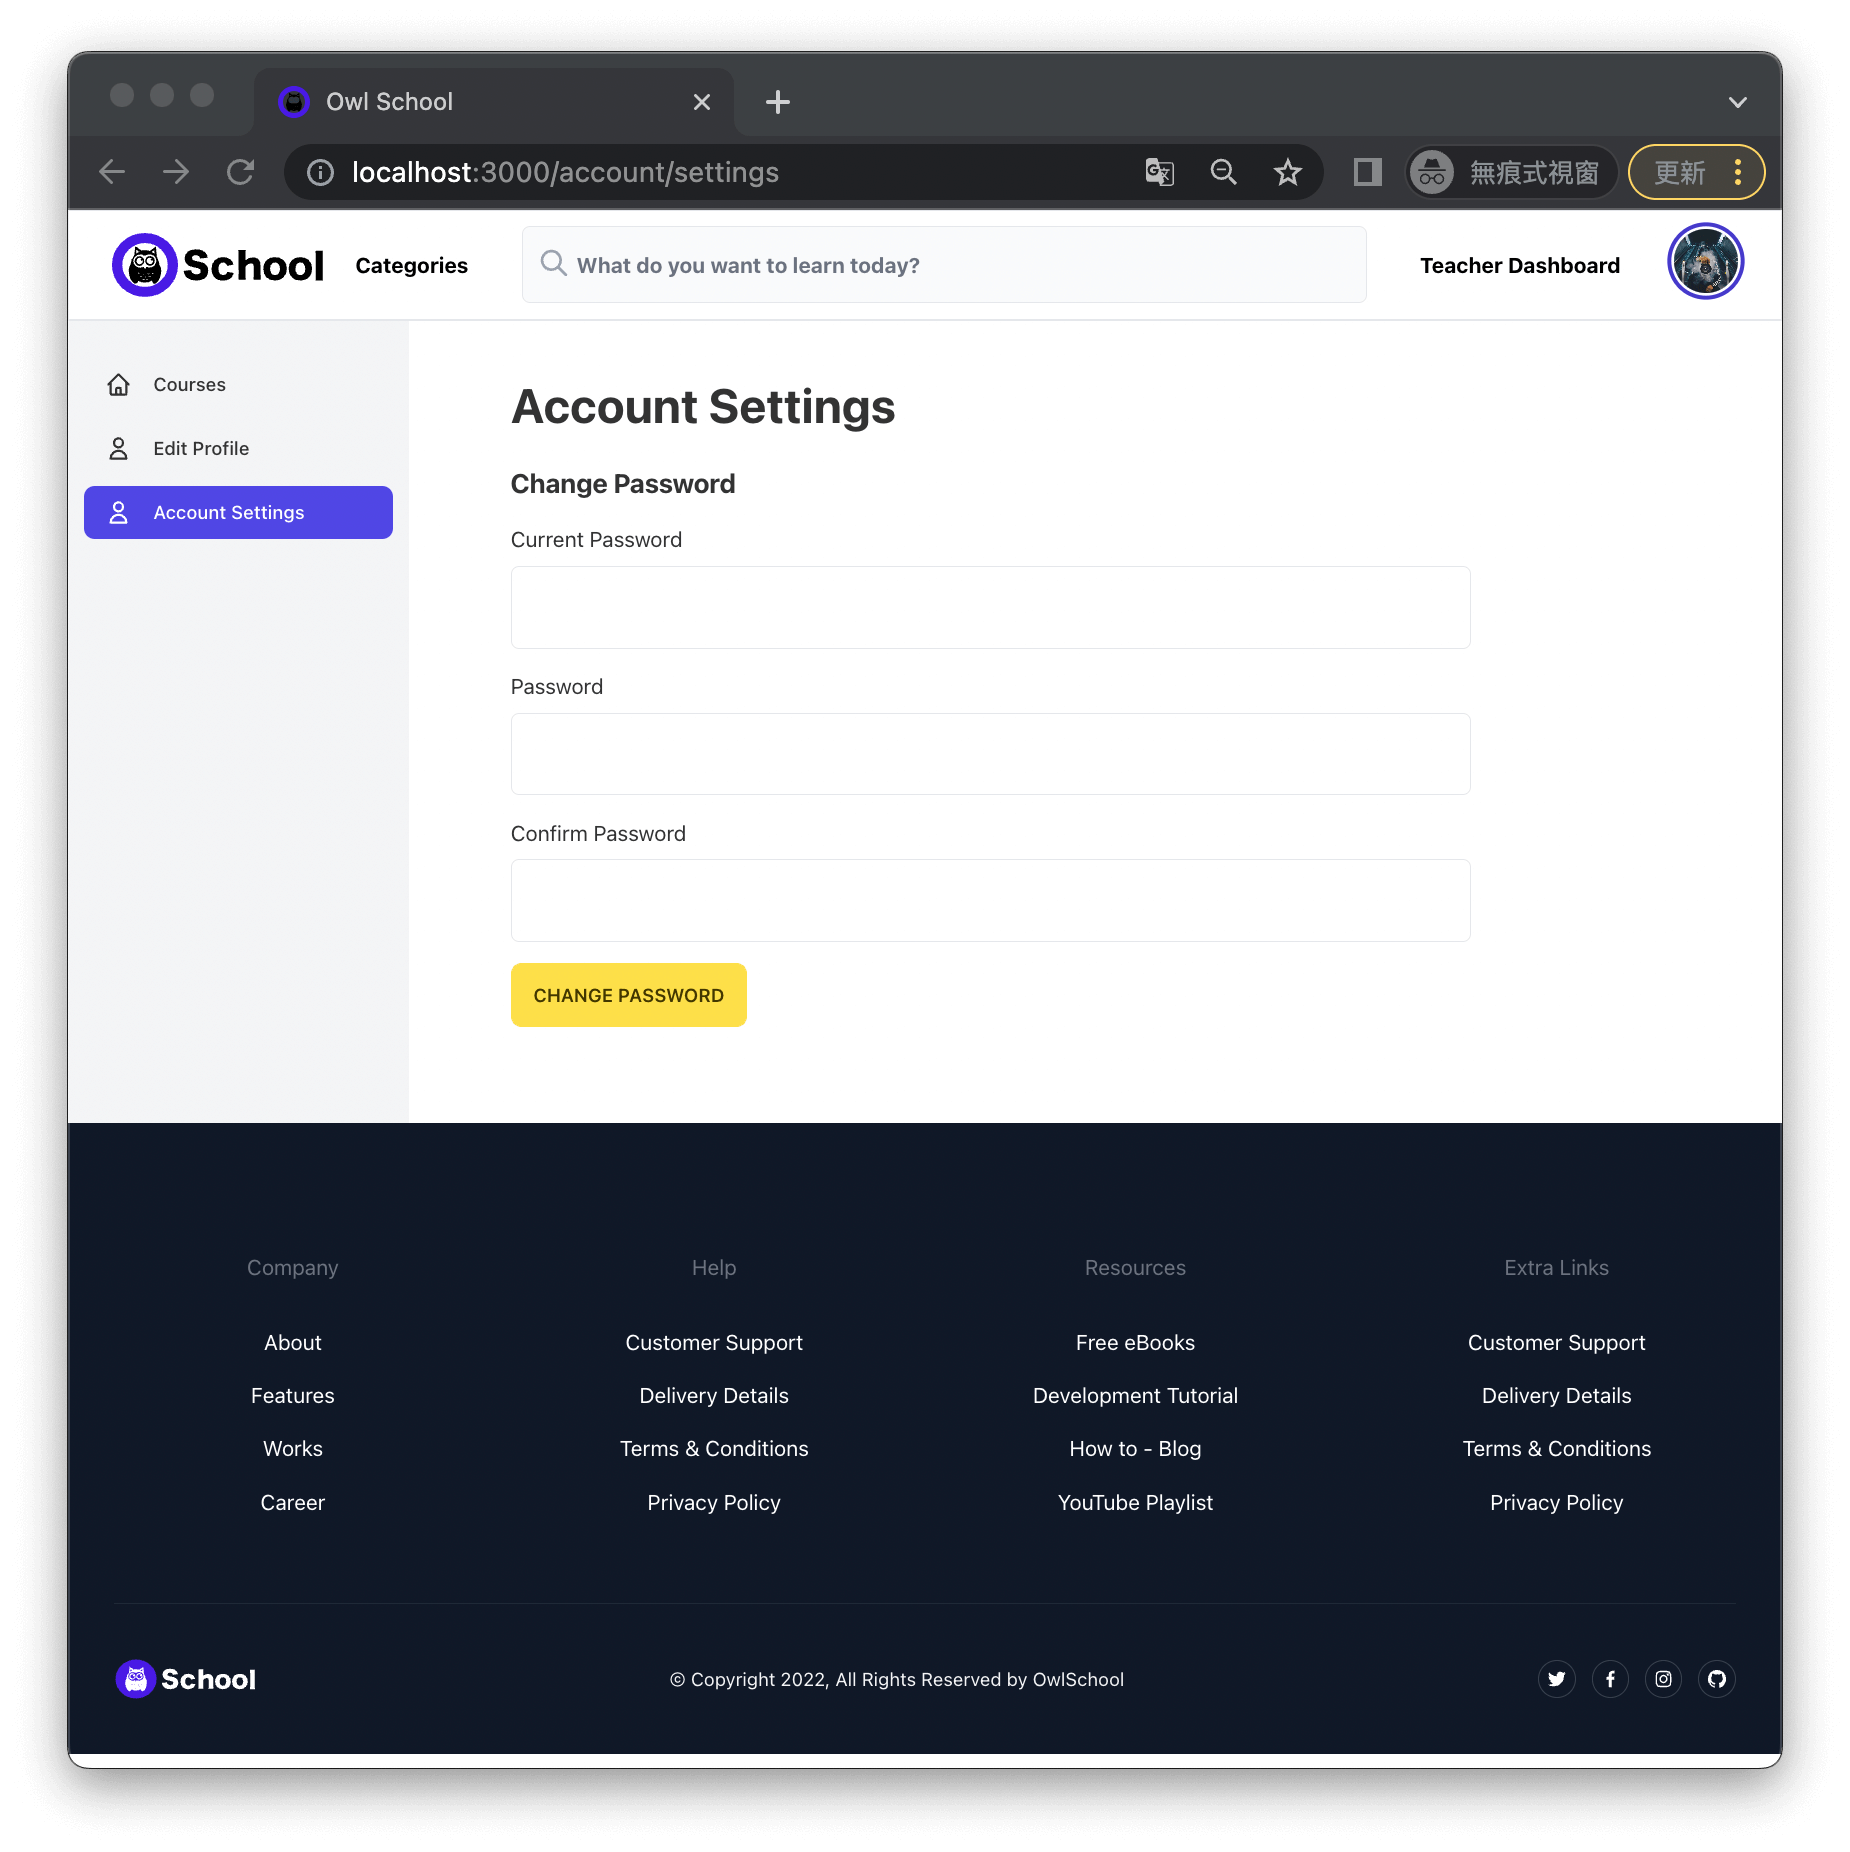 Owl School
localhost:3000/account/settings
無痕式視窗
更新
School
Categories
What do you want to learn today?
Teacher Dashboard
Courses
Edit Profile
Account Settings
Account Settings
Change Password
Current Password
Password
Confirm Password
CHANGE PASSWORD
Company
About
Features
Works
Career
Help
Customer Support
Delivery Details
Terms & Conditions
Privacy Policy
Resources
Free eBooks
Development Tutorial
How to - Blog
YouTube Playlist
Extra Links
Customer Support
Delivery Details
Terms & Conditions
Privacy Policy
School
© Copyright 2022, All Rights Reserved by OwlSchool